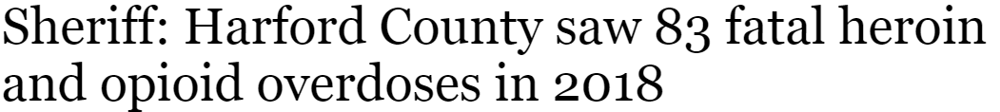 Sheriff: Harford County saw 83 fatal heroin
and opioid overdoses in 2018